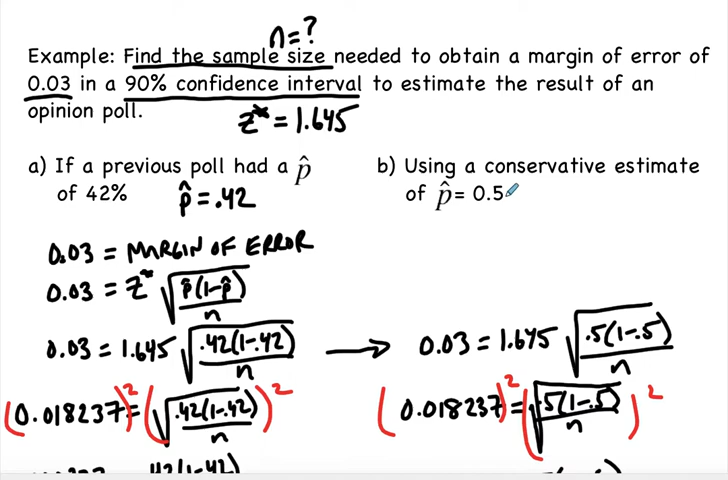 n=?
Example: Find the sample size needed to obtain a margin of error of
0.03 in a 90% confidence interval to estimate the result of an
opinion poll.
z* = 1.645
a) If a previous poll had a p̂
of 42%
p̂ = .42
0.03 = MARGIN OF ERROR
0.03 = z* √(p̂(1-p̂)/n)
0.03 = 1.645 √(.42(1-.42)/n) →
(0.018237)² = (√(.42(1-.42)/n))²
.42(1-.42)
b) Using a conservative estimate
of p̂ = 0.5
0.03 = 1.645 √(.5(1-.5)/n)
(0.018237)² = (√(.5(1-.5)/n))²